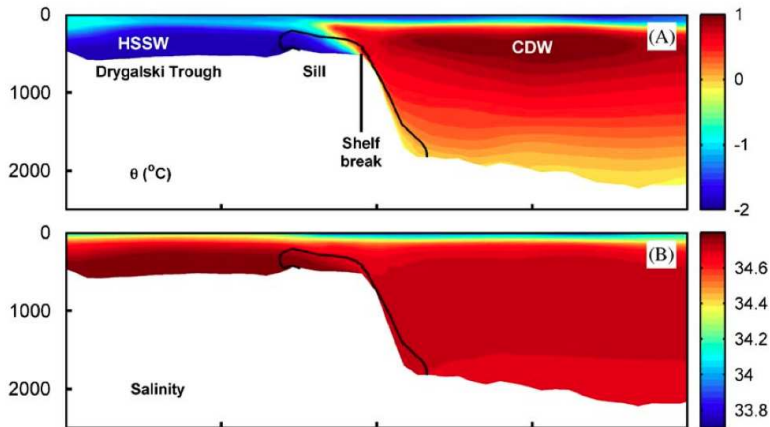 0
1000
2000
HSSW
CDW
(A)
Drygalski Trough
Sill
Shelf
break
θ (°C)
1
0
-1
-2
0
1000
2000
(B)
Salinity
34.6
34.4
34.2
34
33.8